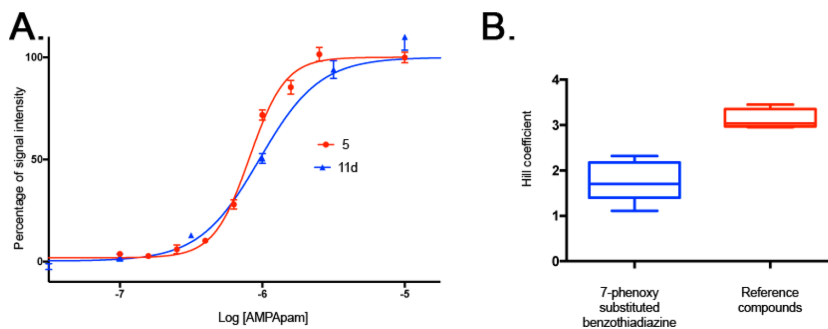 A.
Percentage of signal intensity
100
50
0
-7
-6
-5
Log [AMPApam]
5
11d
B.
Hill coefficient
4
3
2
1
0
7-phenoxy
substituted
benzothiadiazine
Reference
compounds